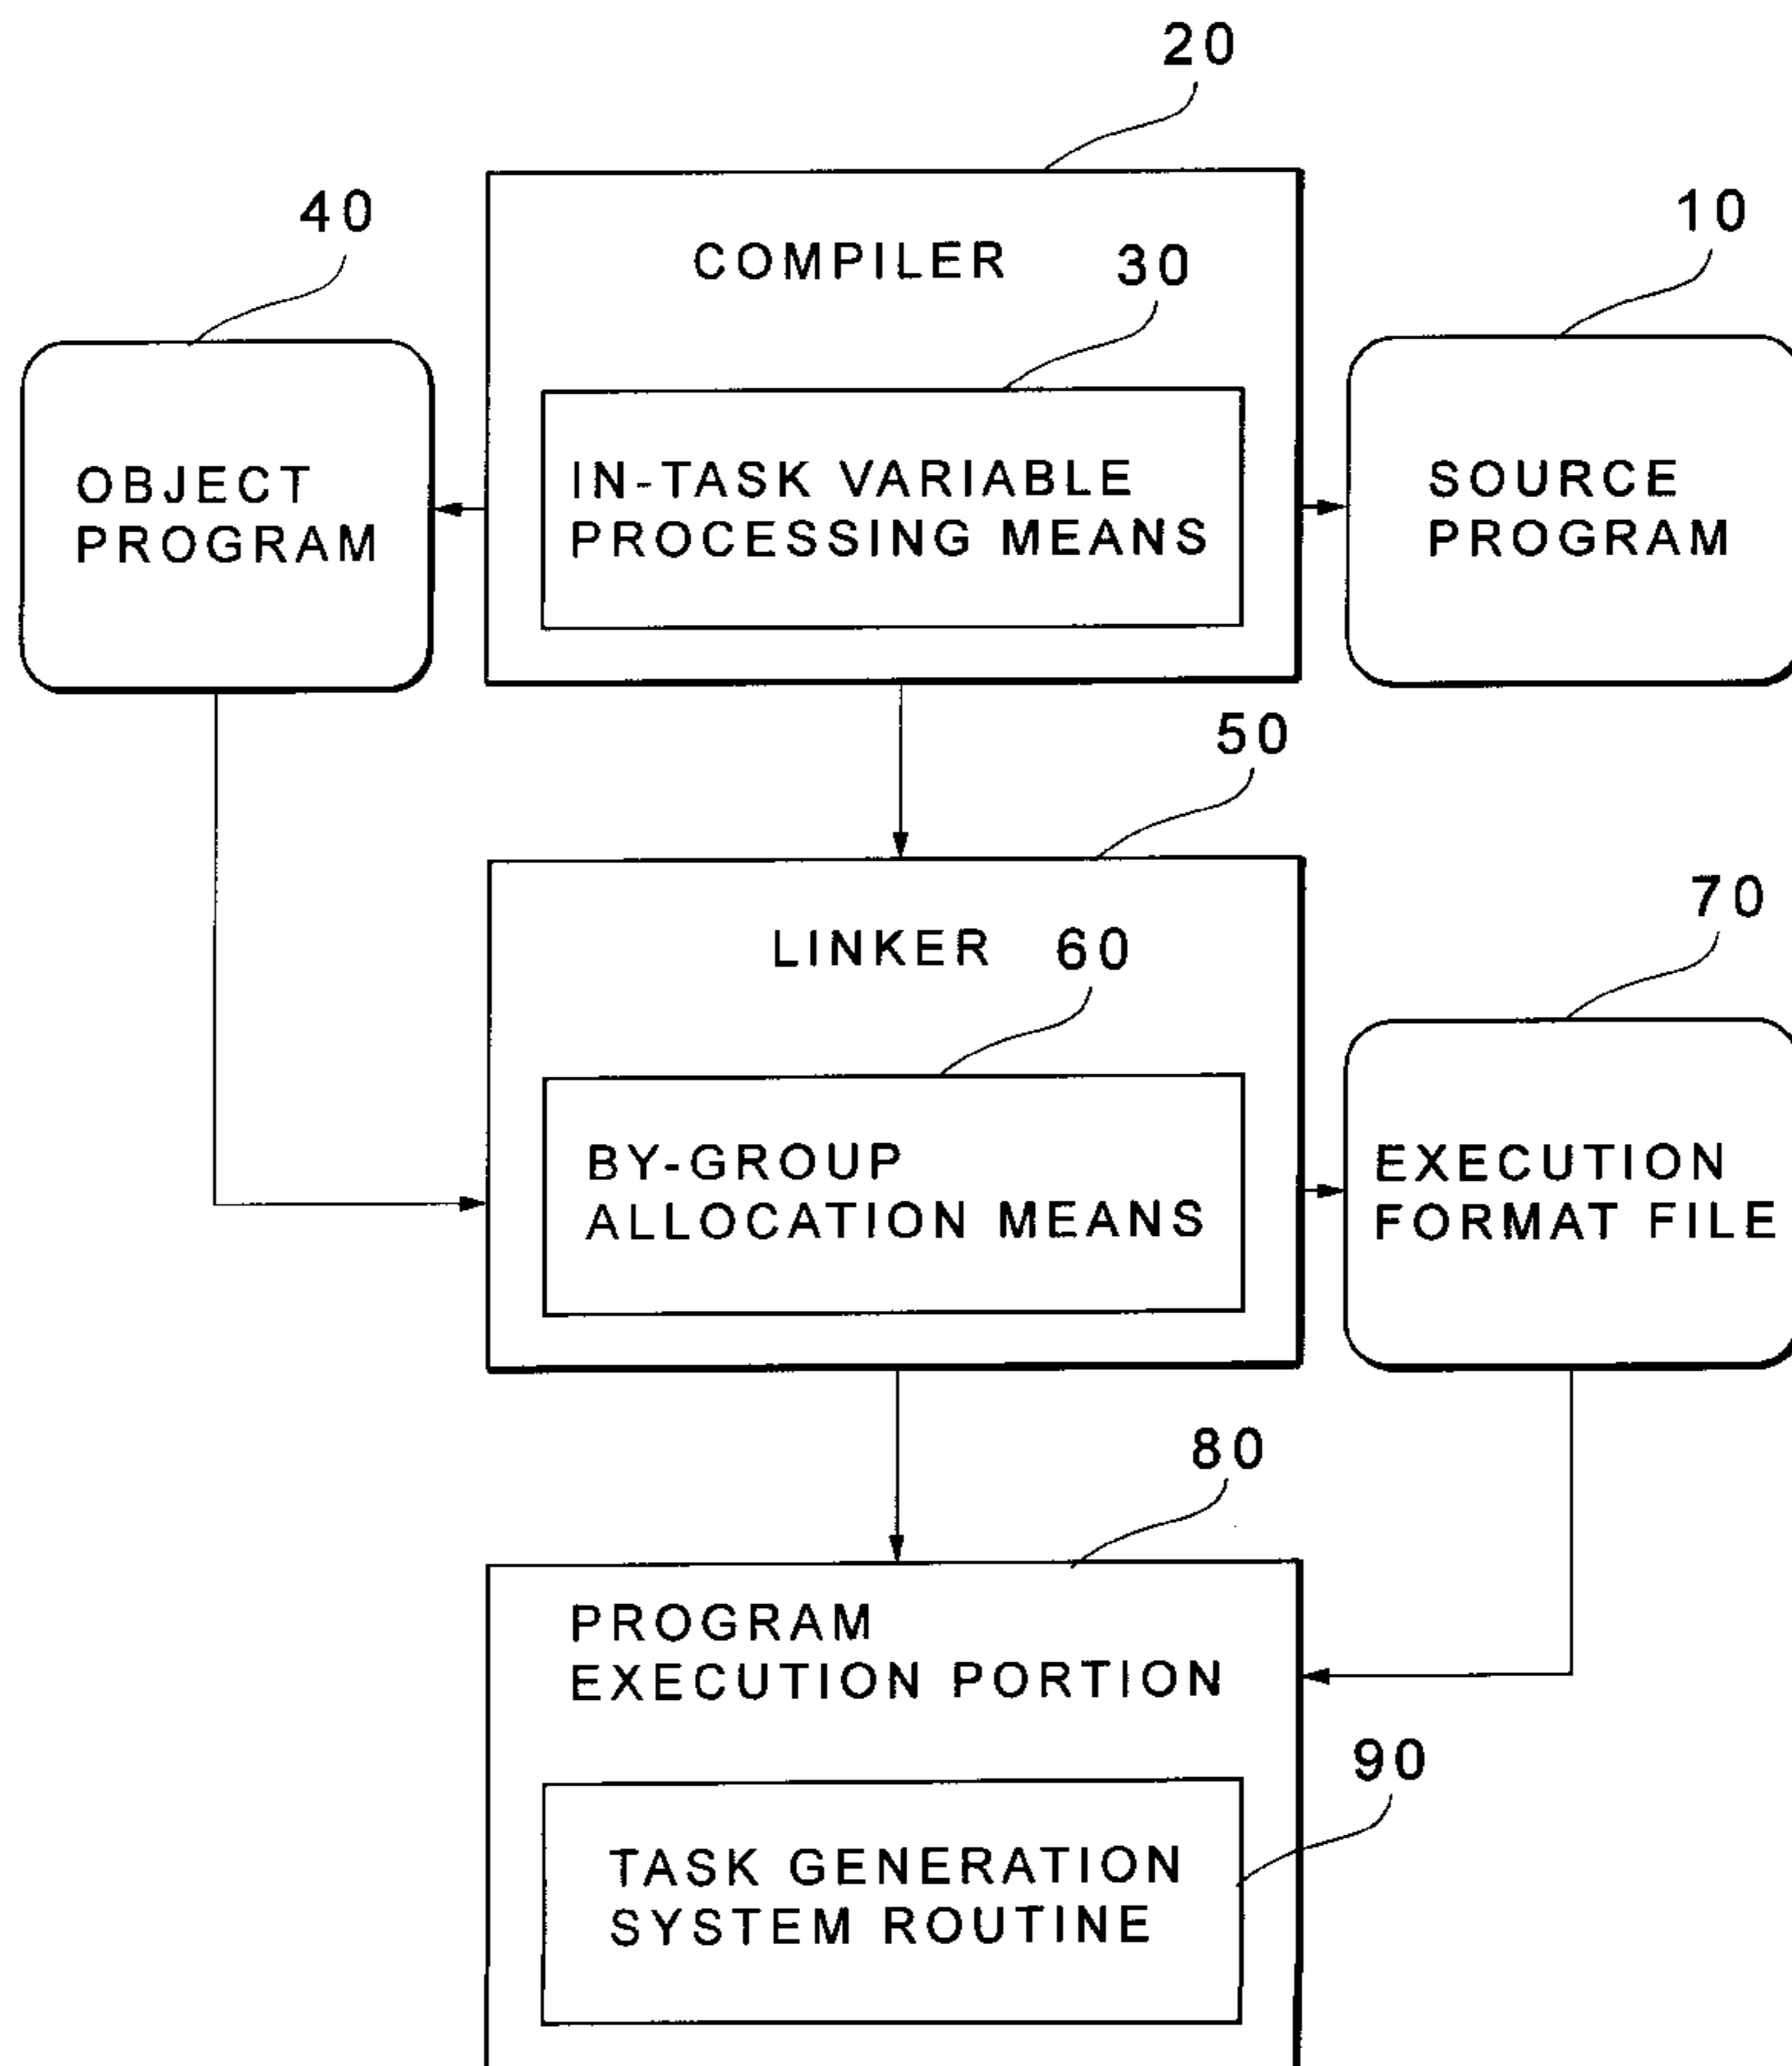 20
40
10
COMPILER
30
OBJECT
PROGRAM
IN-TASK VARIABLE
PROCESSING MEANS
SOURCE
PROGRAM
50
70
LINKER
60
BY-GROUP
ALLOCATION MEANS
EXECUTION
FORMAT FILE
80
PROGRAM
EXECUTION PORTION
90
TASK GENERATION
SYSTEM ROUTINE